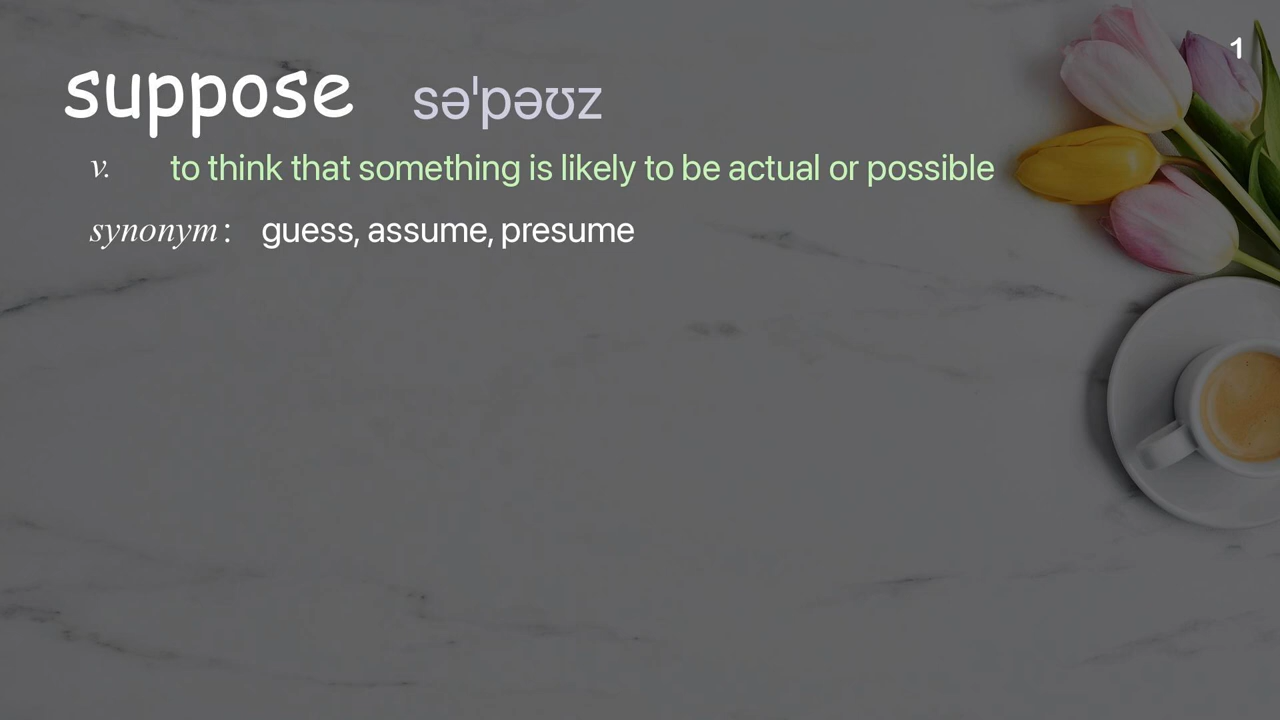 1
suppose səˈpəʊz
v. to think that something is likely to be actual or possible
synonym : guess, assume, presume